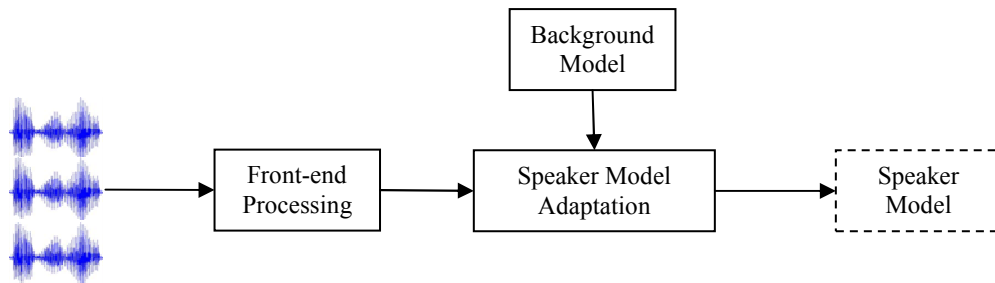 Background
Model
Front-end
Processing
Speaker Model
Adaptation
Speaker
Model